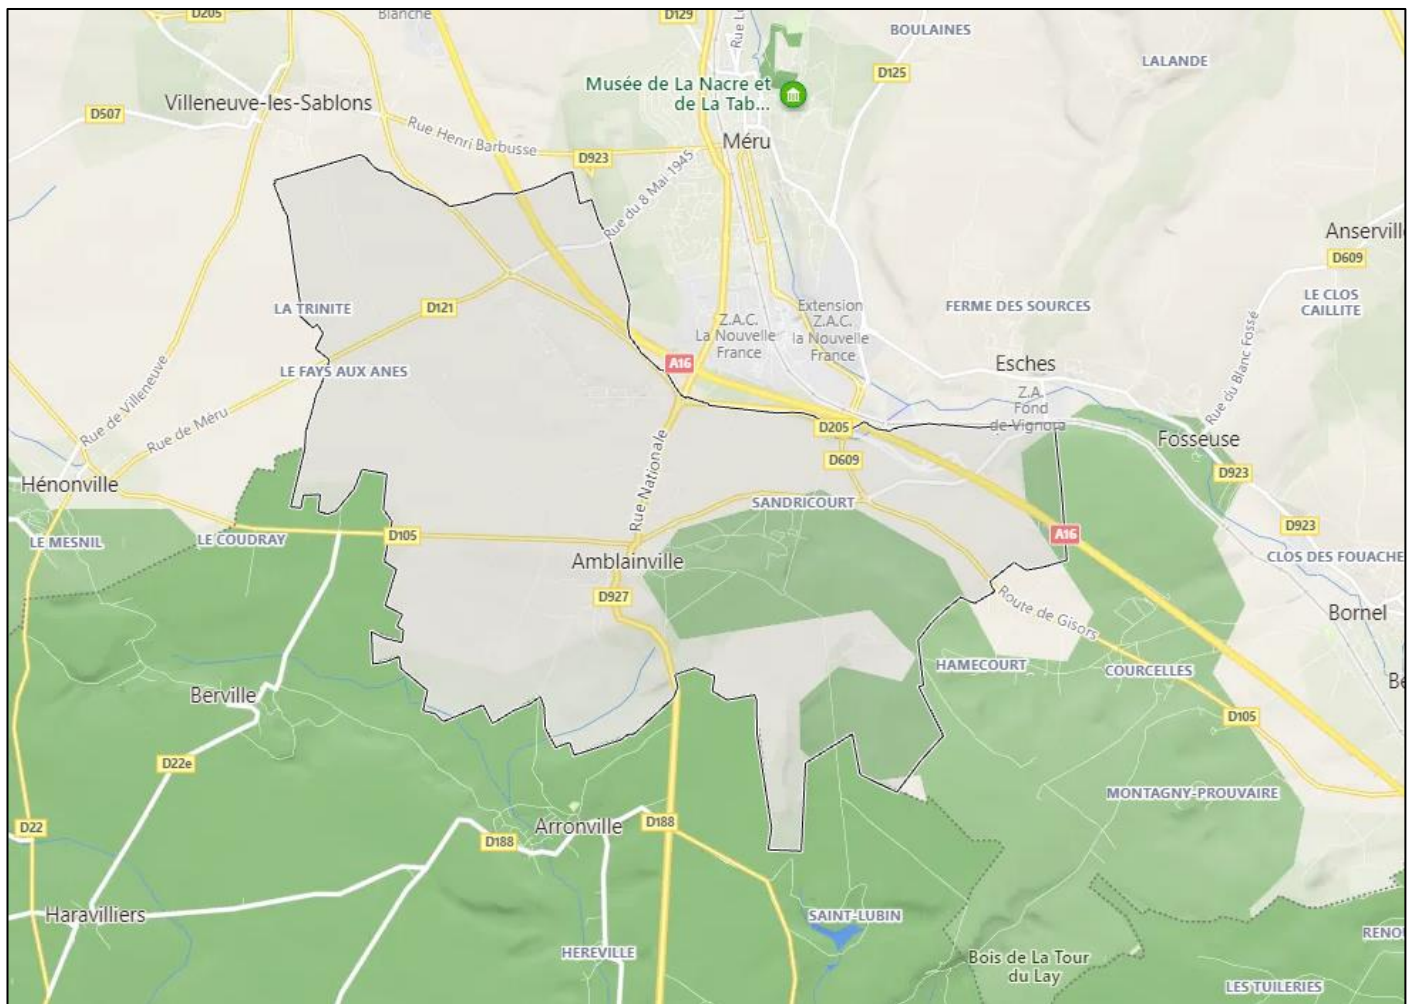 D205
Blanche
D129
BOULAINES
LALANDE
D125
Musée de La Nacre et
de La Tab...
Villeneuve-les-Sablons
D507
Rue Henri Barbusse
D923
Méru
Rue du 8 Mai 1945
Anservill
D609
LE CLOS
CAILLITE
LA TRINITE
D121
Z.A.C.
La Nouvelle
France
Extension
Z.A.C.
la Nouvelle
France
FERME DES SOURCES
Rue du Blanc Fossé
A16
Esches
LE FAYS AUX ANES
Rue de Villeneuve
Rue de Méru
Z.A.
Fond
de Vignoru
D205
Fosseuse
D609
D923
Hénonville
Rue Nationale
SANDRICOURT
D923
LE MESNIL
LE COUDRAY
D105
A16
CLOS DES FOUACHE
Amblainville
D927
Route de Gisors
Bornel
HAMECOURT
COURCELLES
Be
Berville
D105
D22e
MONTAGNY-PROUVAIRE
D22
Arronville
D188
D188
Haravilliers
SAINT-LUBIN
HEREVILLE
RENO
Bois de La Tour
du Lay
LES TUILERIES